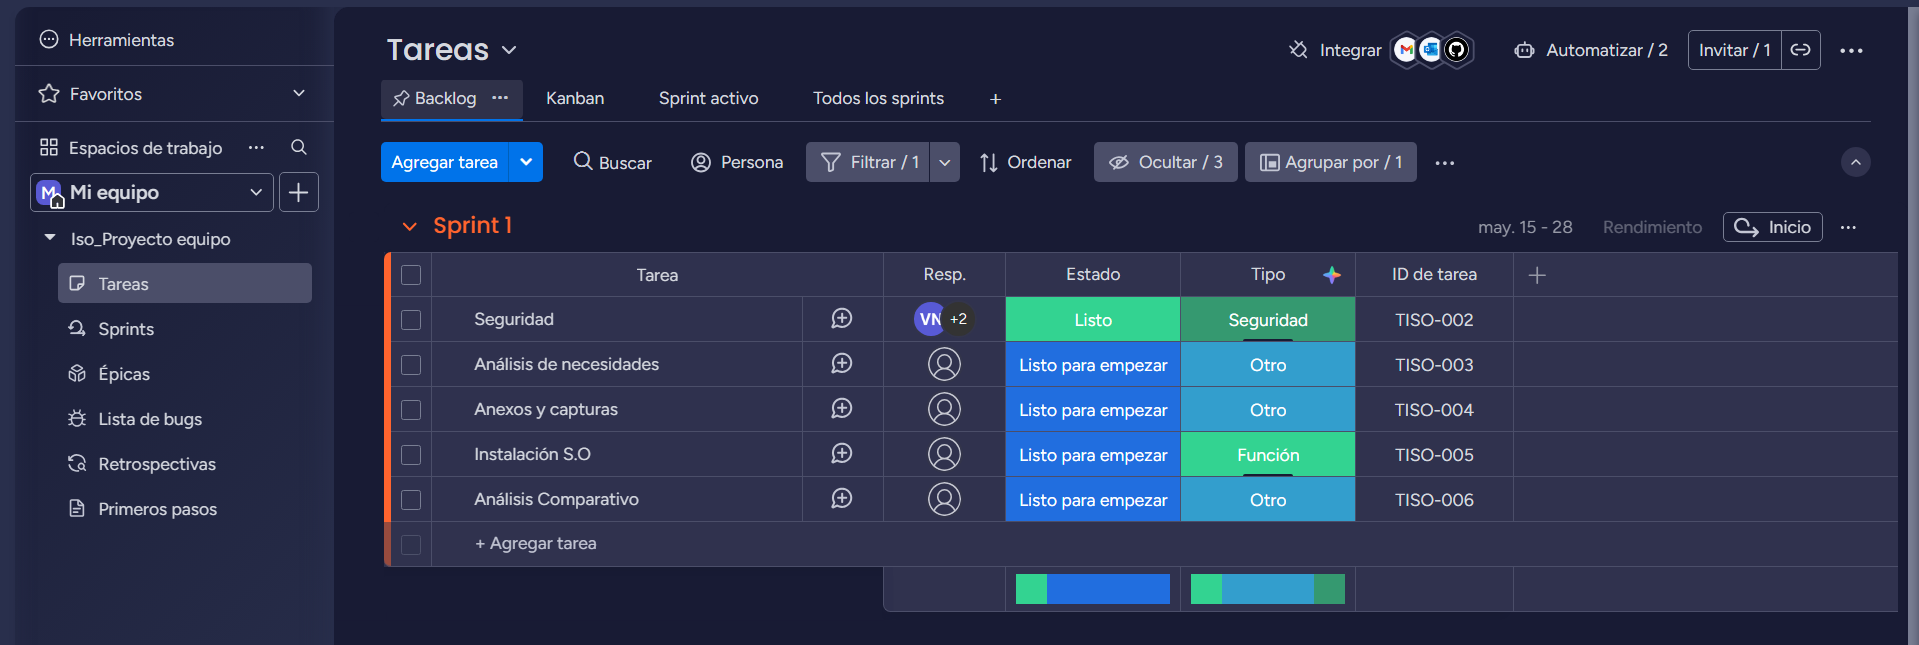 Herramientas
Favoritos
Espacios de trabajo
M Mi equipo
Iso_Proyecto equipo
Tareas
Sprints
Épicas
Lista de bugs
Retrospectivas
Primeros pasos
Tareas
Integrar
Automatizar / 2
Invitar / 1
Backlog
Kanban
Sprint activo
Todos los sprints
+
Agregar tarea
Buscar
Persona
Filtrar / 1
Ordenar
Ocultar / 3
Agrupar por / 1
Sprint 1
may. 15 - 28
Rendimiento
Inicio
Tarea Resp. Estado Tipo ID de tarea
Seguridad VN +2 Listo Seguridad TISO-002
Análisis de necesidades Listo para empezar Otro TISO-003
Anexos y capturas Listo para empezar Otro TISO-004
Instalación S.O Listo para empezar Función TISO-005
Análisis Comparativo Listo para empezar Otro TISO-006
+ Agregar tarea